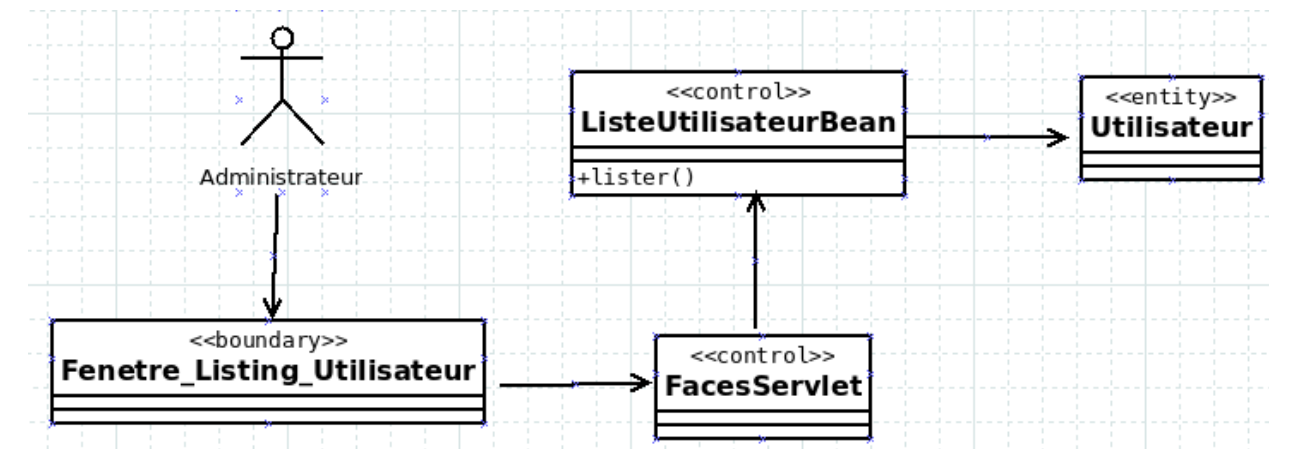 Administrateur
<<control>>
ListeUtilisateurBean
+lister()
<<entity>>
Utilisateur
<<boundary>>
Fenetre_Listing_Utilisateur
<<control>>
FacesServlet